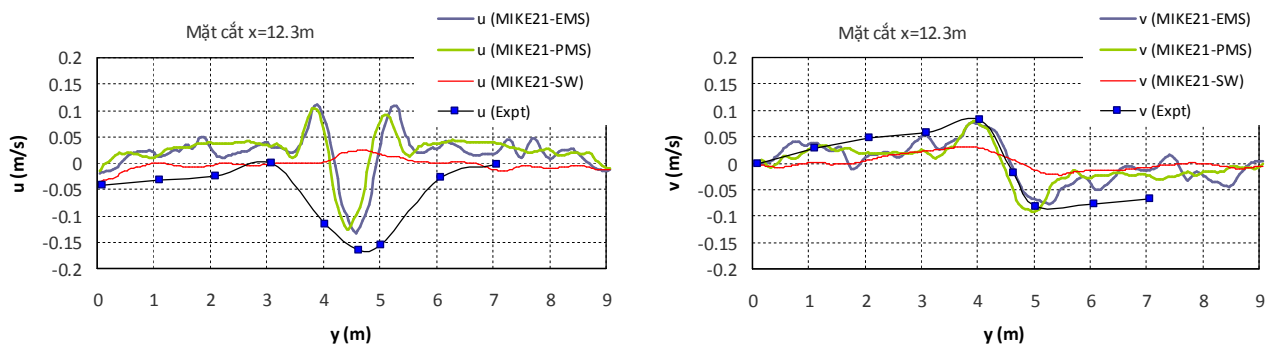 Mặt cắt x=12.3m
u (MIKE21-EMS)
u (MIKE21-PMS)
u (MIKE21-SW)
u (Expt)
0.2
0.15
0.1
0.05
0
-0.05
-0.1
-0.15
-0.2
u (m/s)
0 1 2 3 4 5 6 7 8 9
y (m)
Mặt cắt x=12.3m
v (MIKE21-EMS)
v (MIKE21-PMS)
v (MIKE21-SW)
v (Expt)
0.2
0.15
0.1
0.05
0
-0.05
-0.1
-0.15
-0.2
v (m/s)
0 1 2 3 4 5 6 7 8 9
y (m)